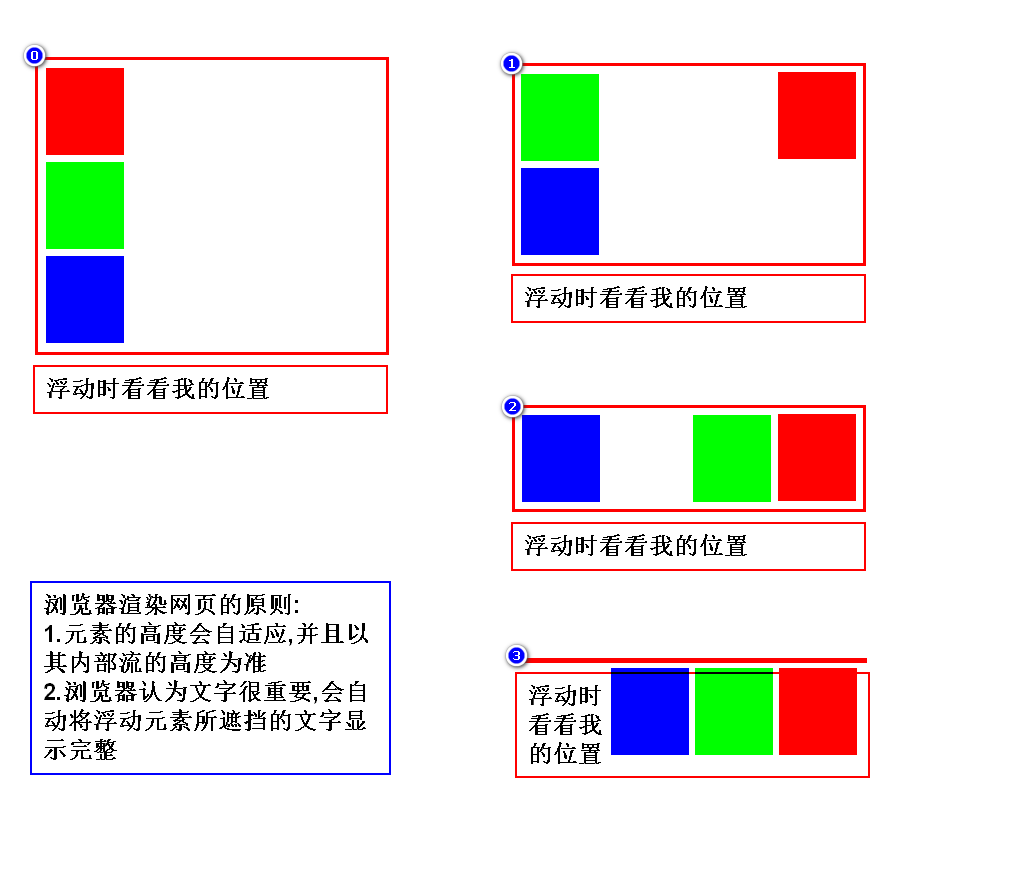 0
浮动时看看我的位置
浏览器渲染网页的原则:
1.元素的高度会自适应,并且以
其内部流的高度为准
2.浏览器认为文字很重要,会自
动将浮动元素所遮挡的文字显
示完整
1
浮动时看看我的位置
2
浮动时看看我的位置
3
浮动时
看看我
的位置